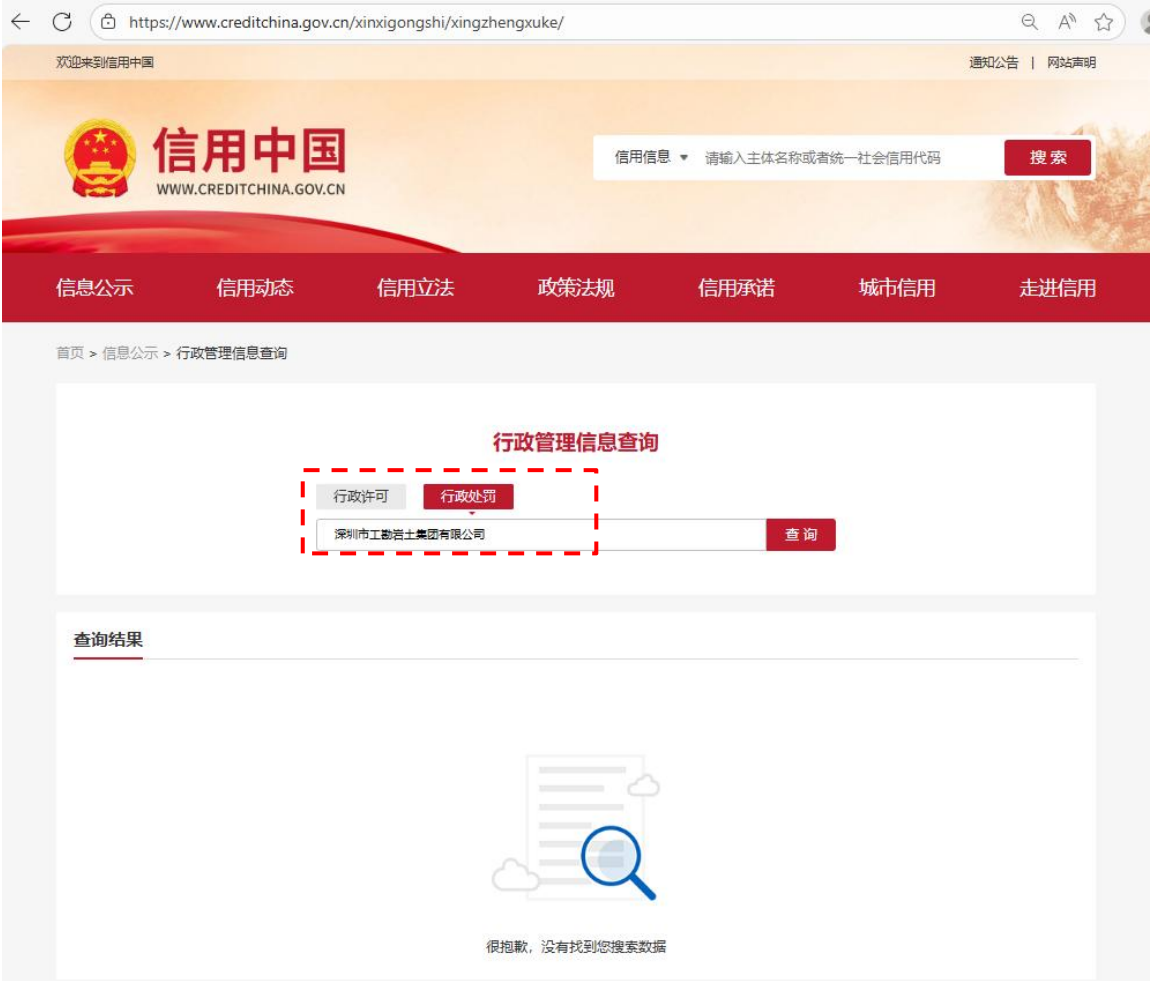 https://www.creditchina.gov.cn/xinxigongshi/xingzhengxuke/
欢迎来到信用中国 通知公告 | 网站声明
信用中国
WWW.CREDITCHINA.GOV.CN
信用信息 请输入主体名称或者统一社会信用代码 搜索
信息公示 信用动态 信用立法 政策法规 信用承诺 城市信用 走进信用
首页 > 信息公示 > 行政管理信息查询
行政管理信息查询
行政许可 行政处罚
深圳市工勘岩土集团有限公司 查询
查询结果
很抱歉，没有找到您搜索数据